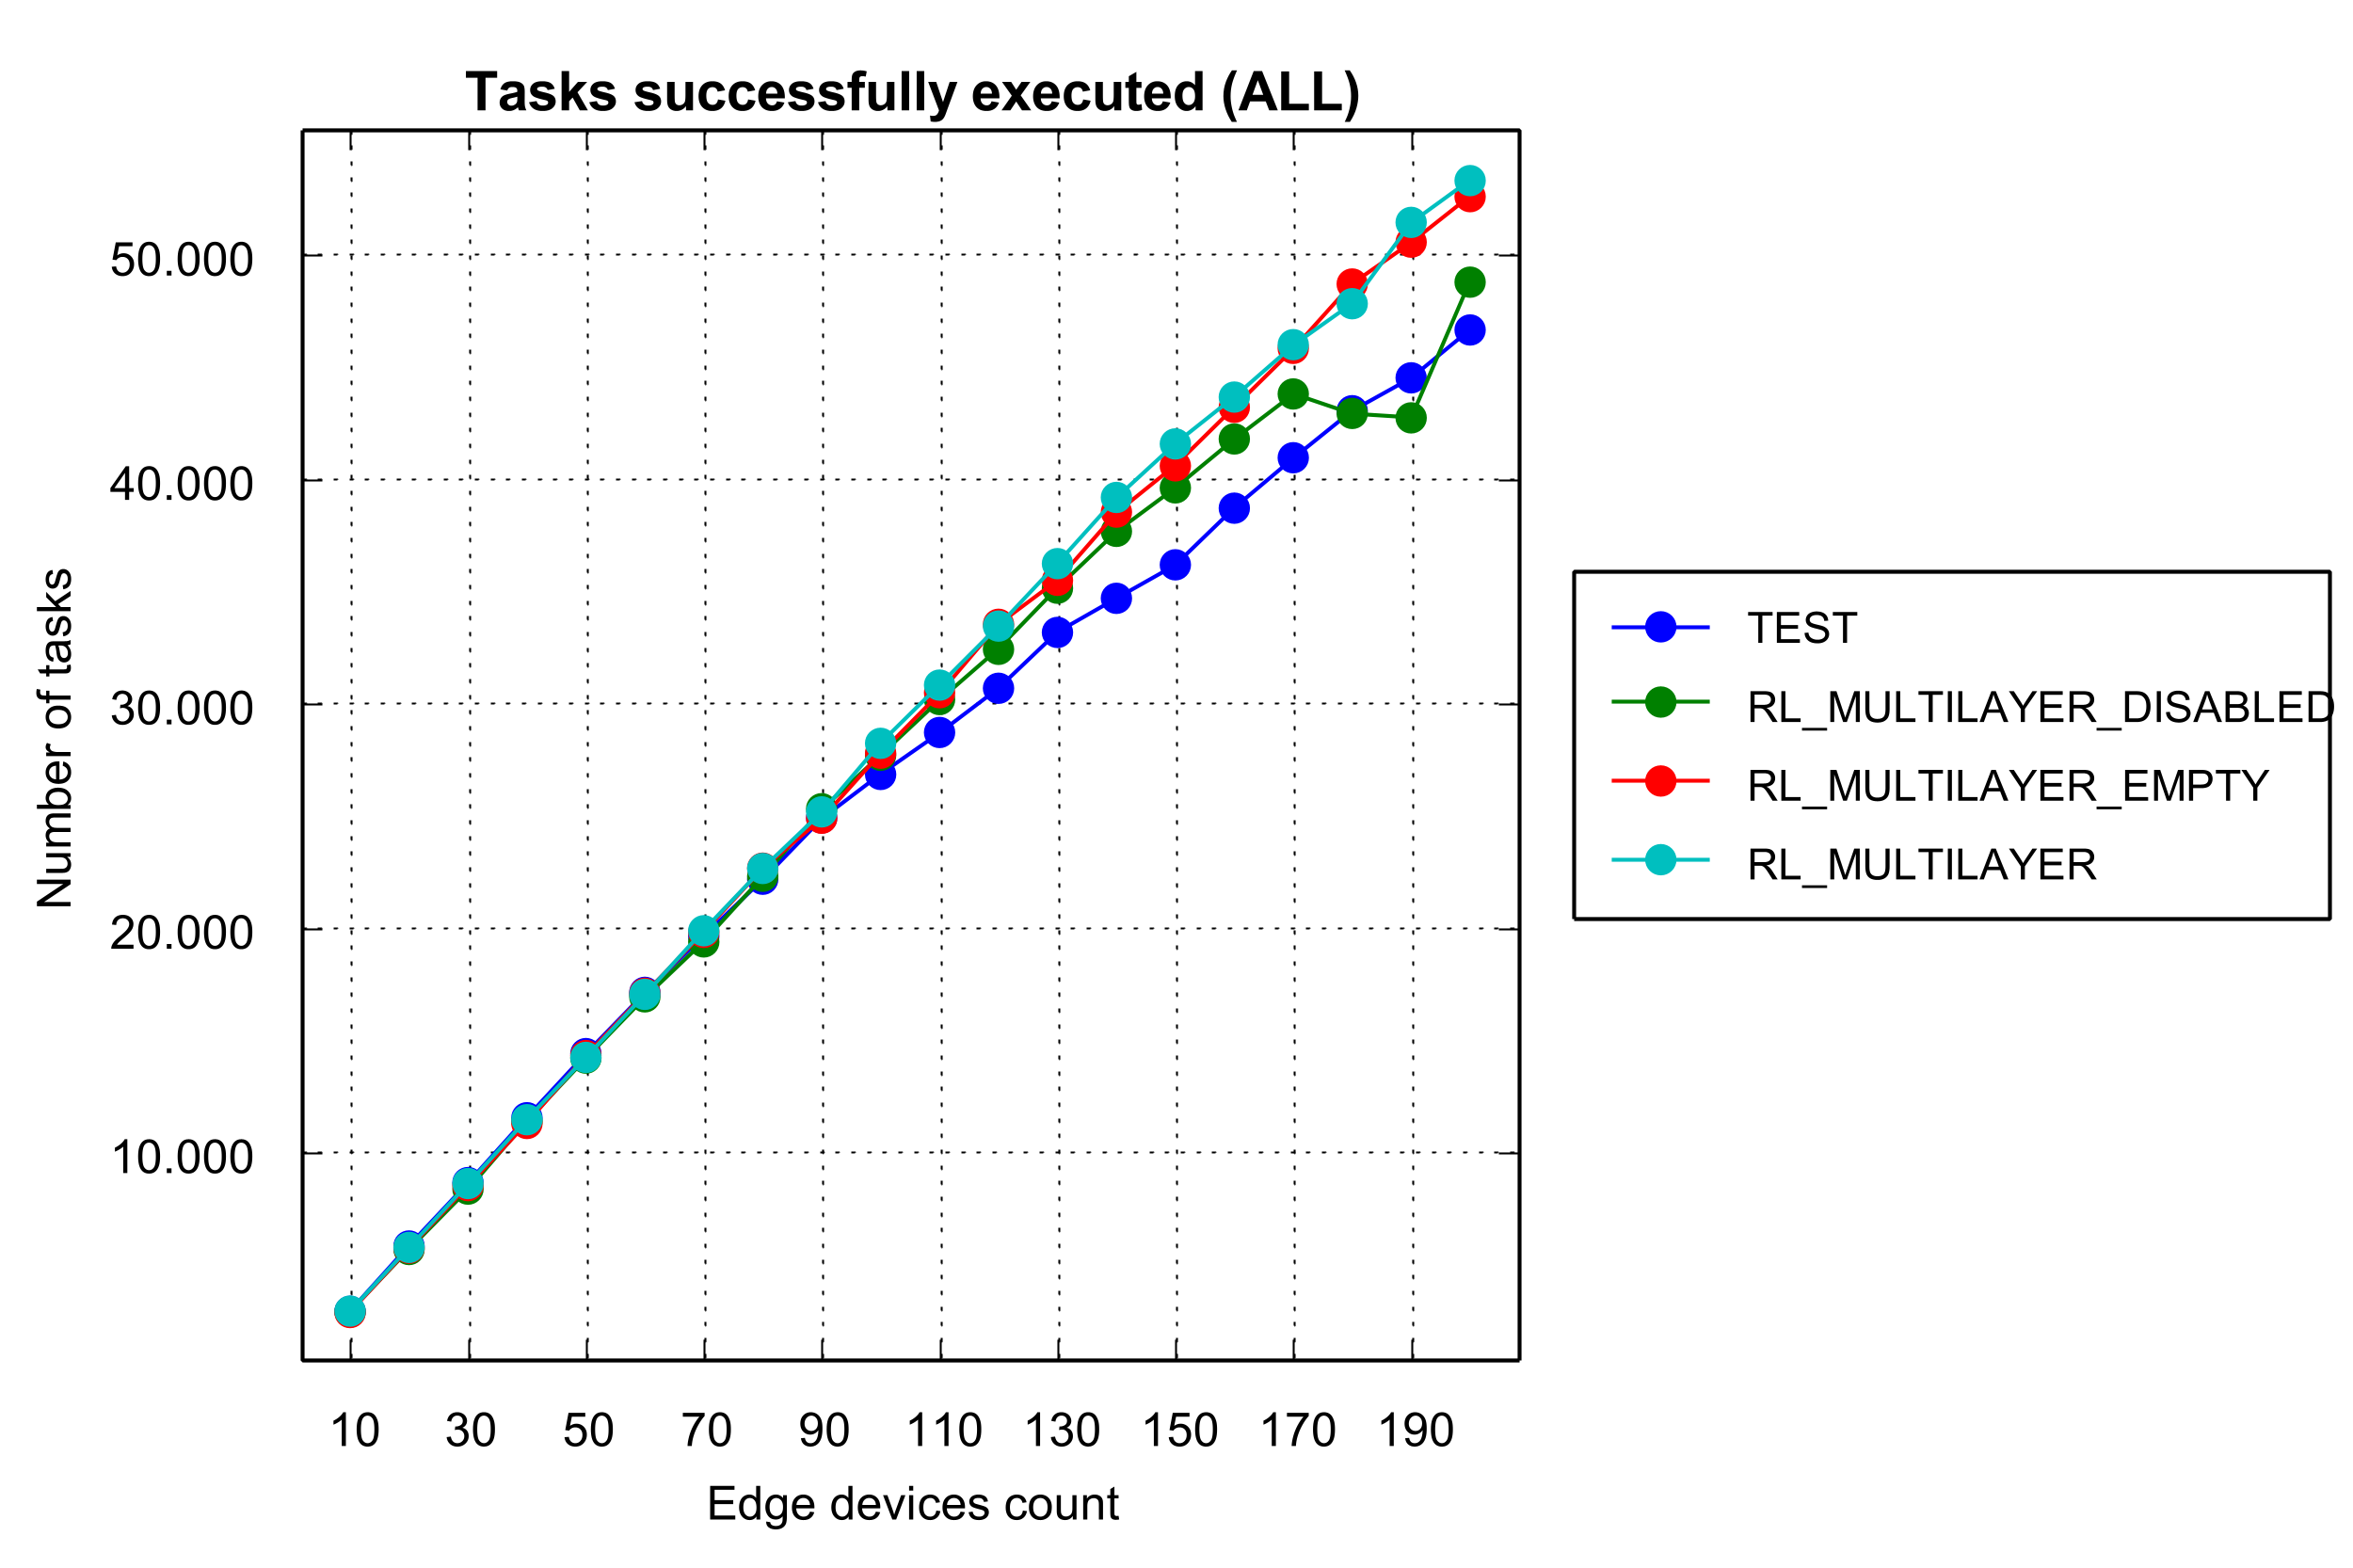 Tasks successfully executed (ALL)
50.000
40.000
30.000
20.000
10.000
Number of tasks
10 30 50 70 90 110 130 150 170 190
Edge devices count
TEST
RL_MULTILAYER_DISABLED
RL_MULTILAYER_EMPTY
RL_MULTILAYER